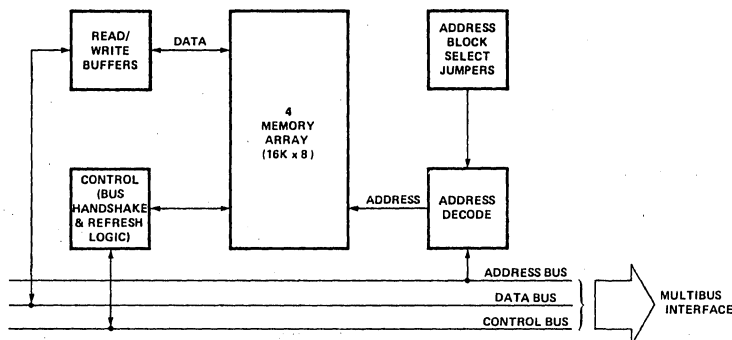 READ/
WRITE
BUFFERS
DATA
4
MEMORY
ARRAY
(16K x 8)
ADDRESS
BLOCK
SELECT
JUMPERS
CONTROL
(BUS
HANDSHAKE
& REFRESH
LOGIC)
ADDRESS
ADDRESS
DECODE
ADDRESS BUS
DATA BUS
CONTROL BUS
MULTIBUS
INTERFACE